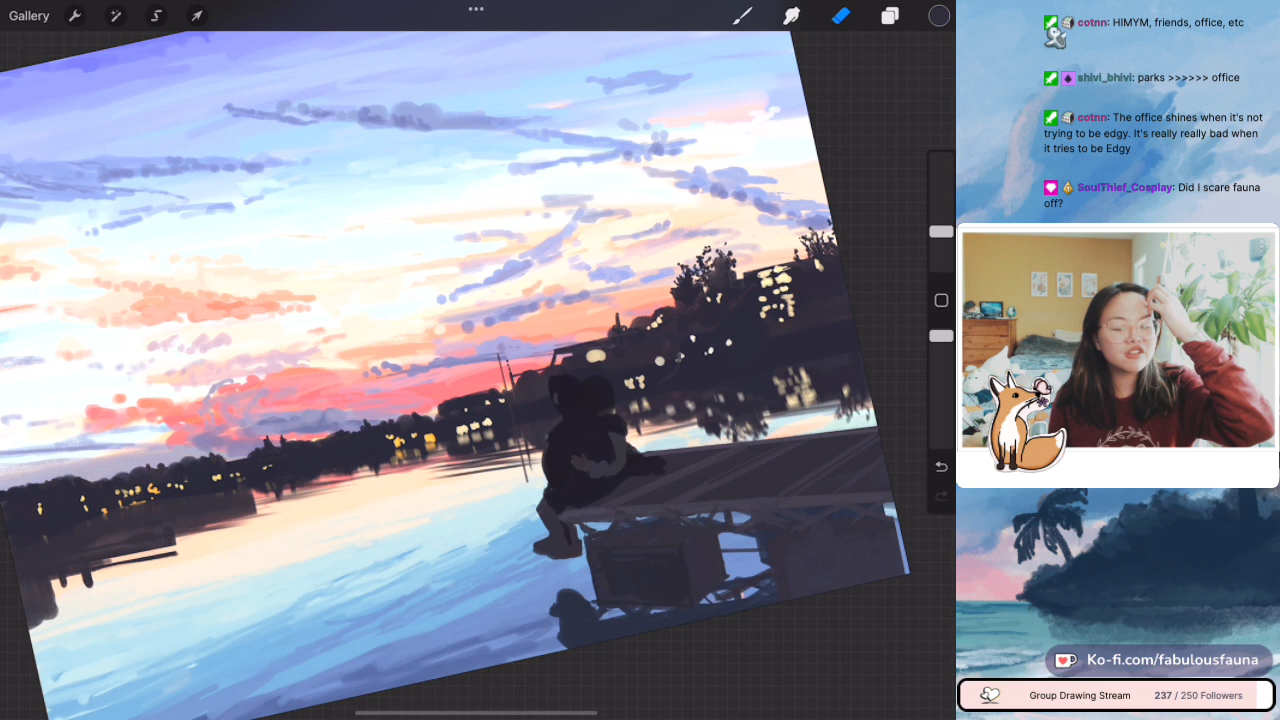 Gallery
cotnn: HIMYM, friends, office, etc
shivi_bhivi: parks >>>>>> office
cotnn: The office shines when it's not
trying to be edgy. It's really really bad when
it tries to be Edgy
SoulThief_Cosplay: Did I scare fauna
off?
Ko-fi.com/fabulousfauna
Group Drawing Stream 237 / 250 Followers